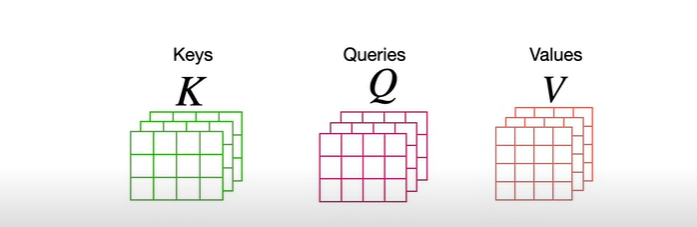 Keys Queries Values
K Q V